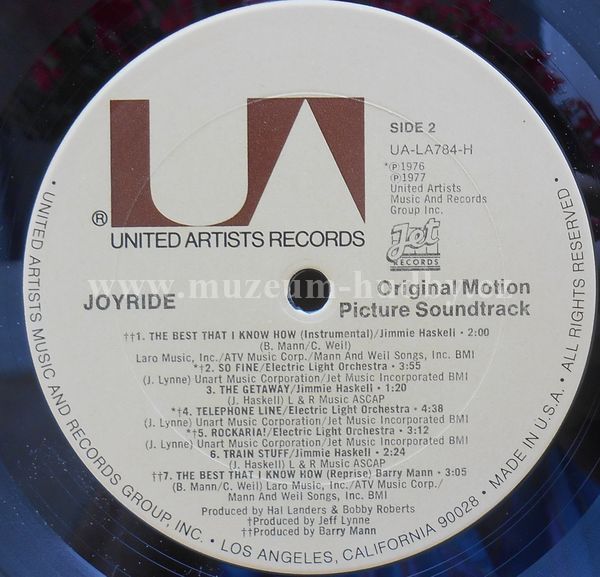 UA
®
UNITED ARTISTS RECORDS
SIDE 2
UA-LA784-H
*Ⓟ1976
Ⓟ1977
United Artists
Music And Records
Group Inc.
Jet
RECORDS
JOYRIDE
Original Motion
Picture Soundtrack
††1. THE BEST THAT I KNOW HOW (Instrumental)/Jimmie Haskell • 2:00
(B. Mann/C. Weil)
Laro Music, Inc./ATV Music Corp./Mann And Weil Songs, Inc. BMI
*†2. SO FINE/Electric Light Orchestra • 3:55
(J. Lynne) Unart Music Corporation/Jet Music Incorporated BMI
3. THE GETAWAY/Jimmie Haskell • 1:20
(J. Haskell) L & R Music ASCAP
*†4. TELEPHONE LINE/Electric Light Orchestra • 4:38
(J. Lynne) Unart Music Corporation/Jet Music Incorporated BMI
*†5. ROCKARIA!/Electric Light Orchestra • 3:12
(J. Lynne) Unart Music Corporation/Jet Music Incorporated BMI
6. TRAIN STUFF/Jimmie Haskell • 2:24
(J. Haskell) L & R Music ASCAP
††7. THE BEST THAT I KNOW HOW (Reprise) Barry Mann • 3:05
(B. Mann/C. Weil) Laro Music, Inc./ATV Music Corp./
Mann And Weil Songs, Inc. BMI
Produced by Hal Landers & Bobby Roberts
†Produced by Jeff Lynne
††Produced by Barry Mann
• UNITED ARTISTS MUSIC AND RECORDS GROUP, INC. • LOS ANGELES, CALIFORNIA 90028 • MADE IN U.S.A. • ALL RIGHTS RESERVED •